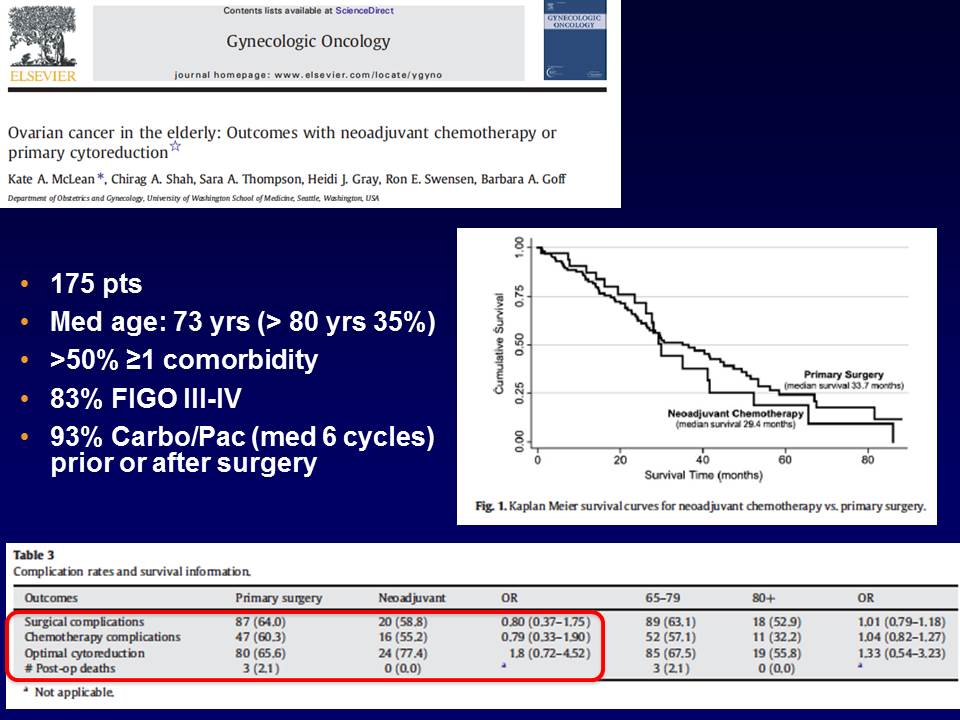 Contents lists available at ScienceDirect
Gynecologic Oncology
journal homepage: www.elsevier.com/locate/ygyno
ELSEVIER
GYNECOLOGIC
ONCOLOGY
Ovarian cancer in the elderly: Outcomes with neoadjuvant chemotherapy or
primary cytoreduction☆
Kate A. McLean *, Chirag A. Shah, Sara A. Thompson, Heidi J. Gray, Ron E. Swensen, Barbara A. Goff
Department of Obstetrics and Gynecology, University of Washington School of Medicine, Seattle, Washington, USA
• 175 pts
• Med age: 73 yrs (> 80 yrs 35%)
• >50% ≥1 comorbidity
• 83% FIGO III-IV
• 93% Carbo/Pac (med 6 cycles)
prior or after surgery
Cumulative Survival
1.00
0.75
0.50
0.25
0.00
Primary Surgery
(median survival 33.7 months)
Neoadjuvant Chemotherapy
(median survival 29.4 months)
0 20 40 60 80
Survival Time (months)
Fig. 1. Kaplan Meier survival curves for neoadjuvant chemotherapy vs. primary surgery.
Table 3
Complication rates and survival information.
Outcomes Primary surgery Neoadjuvant OR 65–79 80+ OR
Surgical complications 87 (64.0) 20 (58.8) 0.80 (0.37–1.75) 89 (63.1) 18 (52.9) 1.01 (0.79–1.18)
Chemotherapy complications 47 (60.3) 16 (55.2) 0.79 (0.33–1.90) 52 (57.1) 11 (32.2) 1.04 (0.82–1.27)
Optimal cytoreduction 80 (65.6) 24 (77.4) 1.8 (0.72–4.52) 85 (67.5) 19 (55.8) 1.33 (0.54–3.23)
# Post-op deaths 3 (2.1) 0 (0.0) a 3 (2.1) 0 (0.0) a
a Not applicable.